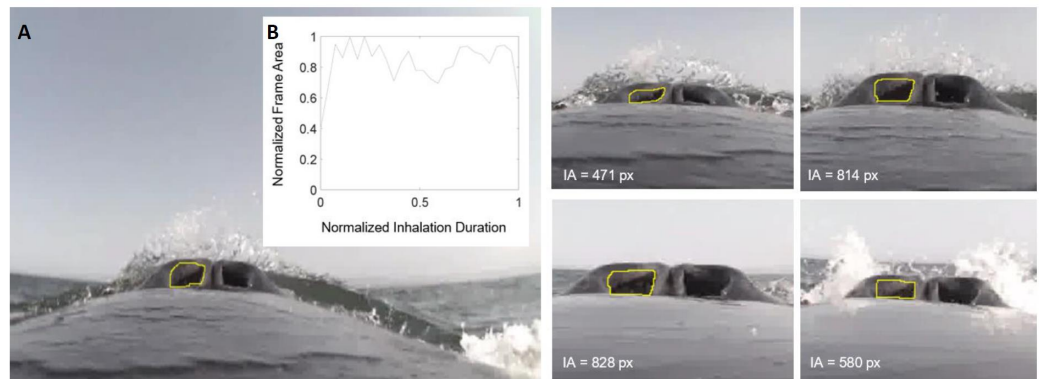 A
B
Normalized Frame Area
1
0.8
0.6
0.4
0.2
0
0
0.5
1
Normalized Inhalation Duration
IA = 471 px
IA = 814 px
IA = 828 px
IA = 580 px